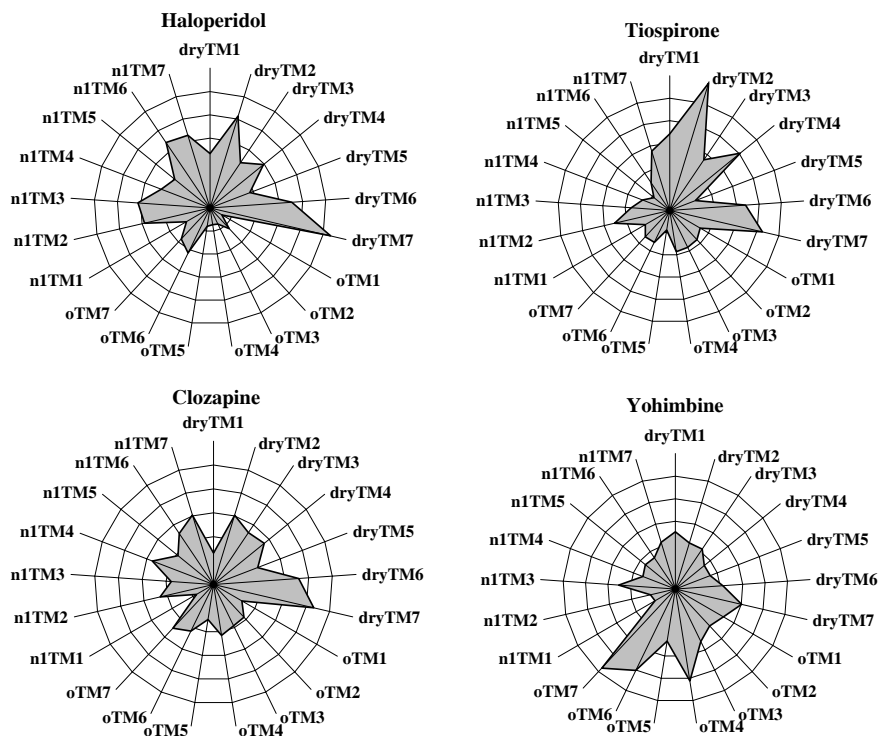 Haloperidol
dryTM1
dryTM2
dryTM3
dryTM4
dryTM5
dryTM6
dryTM7
oTM1
oTM2
oTM3
oTM4
oTM5
oTM6
oTM7
n1TM1
n1TM2
n1TM3
n1TM4
n1TM5
n1TM6
n1TM7
Tiospirone
dryTM1
dryTM2
dryTM3
dryTM4
dryTM5
dryTM6
dryTM7
oTM1
oTM2
oTM3
oTM4
oTM5
oTM6
oTM7
n1TM1
n1TM2
n1TM3
n1TM4
n1TM5
n1TM6
n1TM7
Clozapine
dryTM1
dryTM2
dryTM3
dryTM4
dryTM5
dryTM6
dryTM7
oTM1
oTM2
oTM3
oTM4
oTM5
oTM6
oTM7
n1TM1
n1TM2
n1TM3
n1TM4
n1TM5
n1TM6
n1TM7
Yohimbine
dryTM1
dryTM2
dryTM3
dryTM4
dryTM5
dryTM6
dryTM7
oTM1
oTM2
oTM3
oTM4
oTM5
oTM6
oTM7
n1TM1
n1TM2
n1TM3
n1TM4
n1TM5
n1TM6
n1TM7